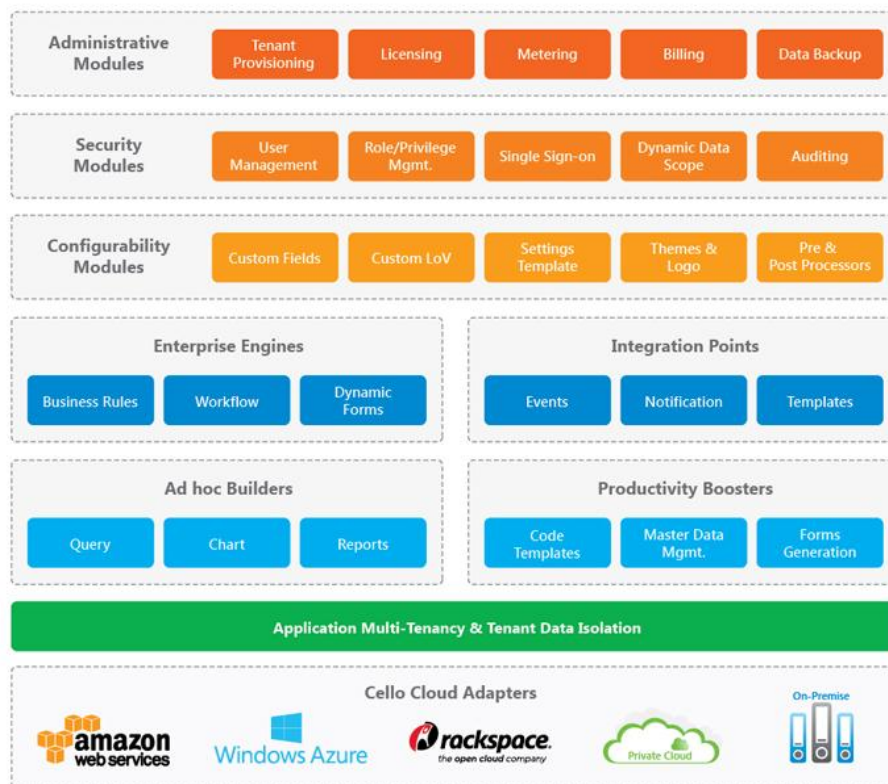 Administrative
Modules
Tenant
Provisioning
Licensing
Metering
Billing
Data Backup
Security
Modules
User
Management
Role/Privilege
Mgmt.
Single Sign-on
Dynamic Data
Scope
Auditing
Configurability
Modules
Custom Fields
Custom LoV
Settings
Template
Themes &
Logo
Pre &
Post Processors
Enterprise Engines
Business Rules
Workflow
Dynamic
Forms
Integration Points
Events
Notification
Templates
Ad hoc Builders
Query
Chart
Reports
Productivity Boosters
Code
Templates
Master Data
Mgmt.
Forms
Generation
Application Multi-Tenancy & Tenant Data Isolation
Cello Cloud Adapters
amazon
web services
Windows Azure
rackspace.
the open cloud company
Private Cloud
On-Premise